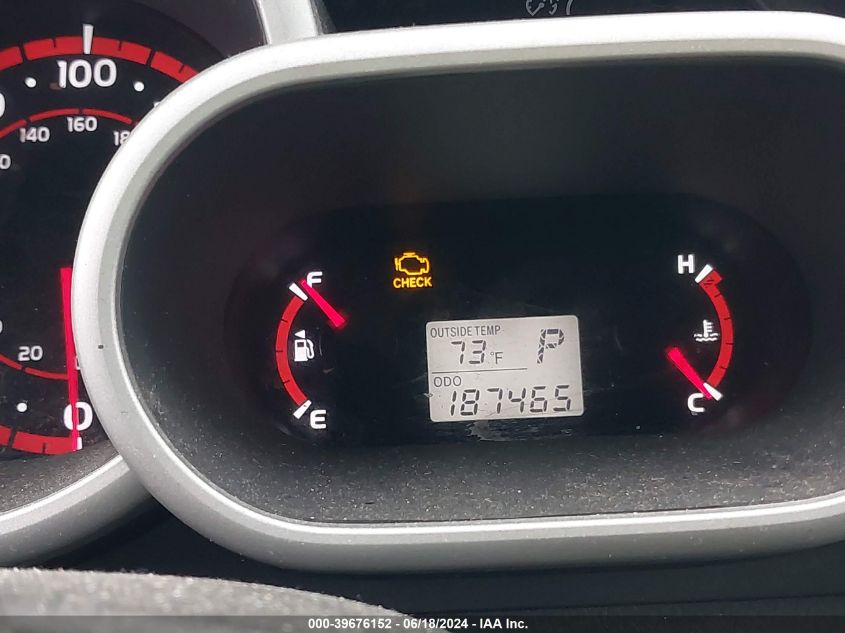 100
140 160
20
0
F
E
CHECK
OUTSIDE TEMP
73°F P
ODO
187465
H
C
000-39676152 - 06/18/2024 - IAA Inc.